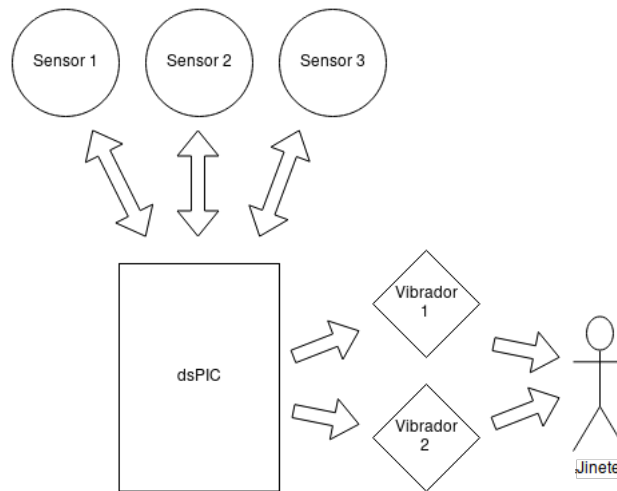 Sensor 1
Sensor 2
Sensor 3
Vibrador
1
dsPIC
Vibrador
2
Jinete